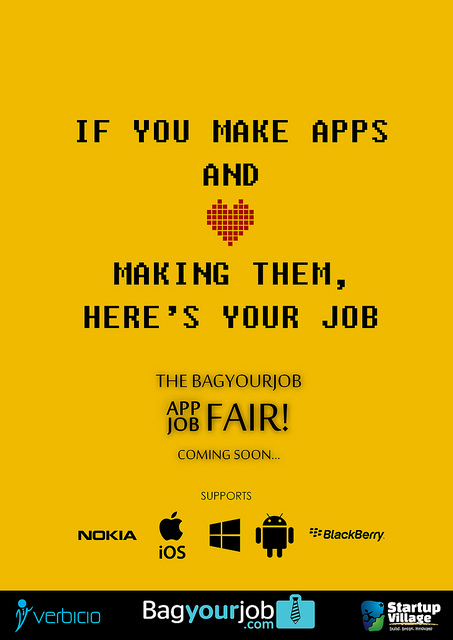 IF YOU MAKE APPS
AND
MAKING THEM,
HERE'S YOUR JOB
THE BAGYOURJOB
APP JOB FAIR!
COMING SOON...
SUPPORTS
NOKIA
iOS
BlackBerry
verbicio
Bagyourjob
.com
Startup
Village